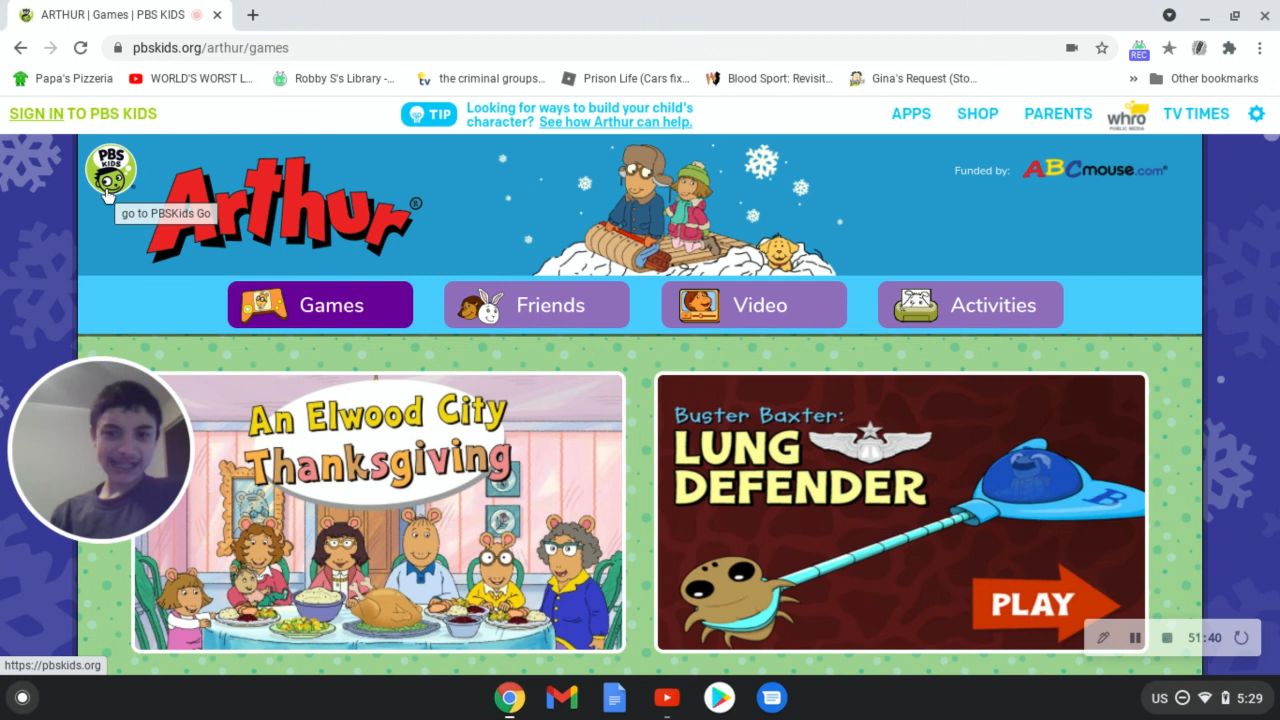 ARTHUR | Games | PBS KIDS
pbskids.org/arthur/games
REC
Papa's Pizzeria
WORLD'S WORST L...
Robby S's Library -...
tv
the criminal groups...
Prison Life (Cars fix...
Blood Sport: Revisit...
Gina's Request (Sto...
»
Other bookmarks
SIGN IN TO PBS KIDS
TIP
Looking for ways to build your child's
character? See how Arthur can help.
APPS
SHOP
PARENTS
whro
PUBLIC MEDIA
TV TIMES
PBS
KIDS
go to PBSKids Go
Arthur®
Funded by:
ABCmouse.com®
Games
Friends
Video
Activities
An Elwood City
Thanksgiving
Buster Baxter:
LUNG
DEFENDER
B
PLAY
51:40
https://pbskids.org
US
5:29